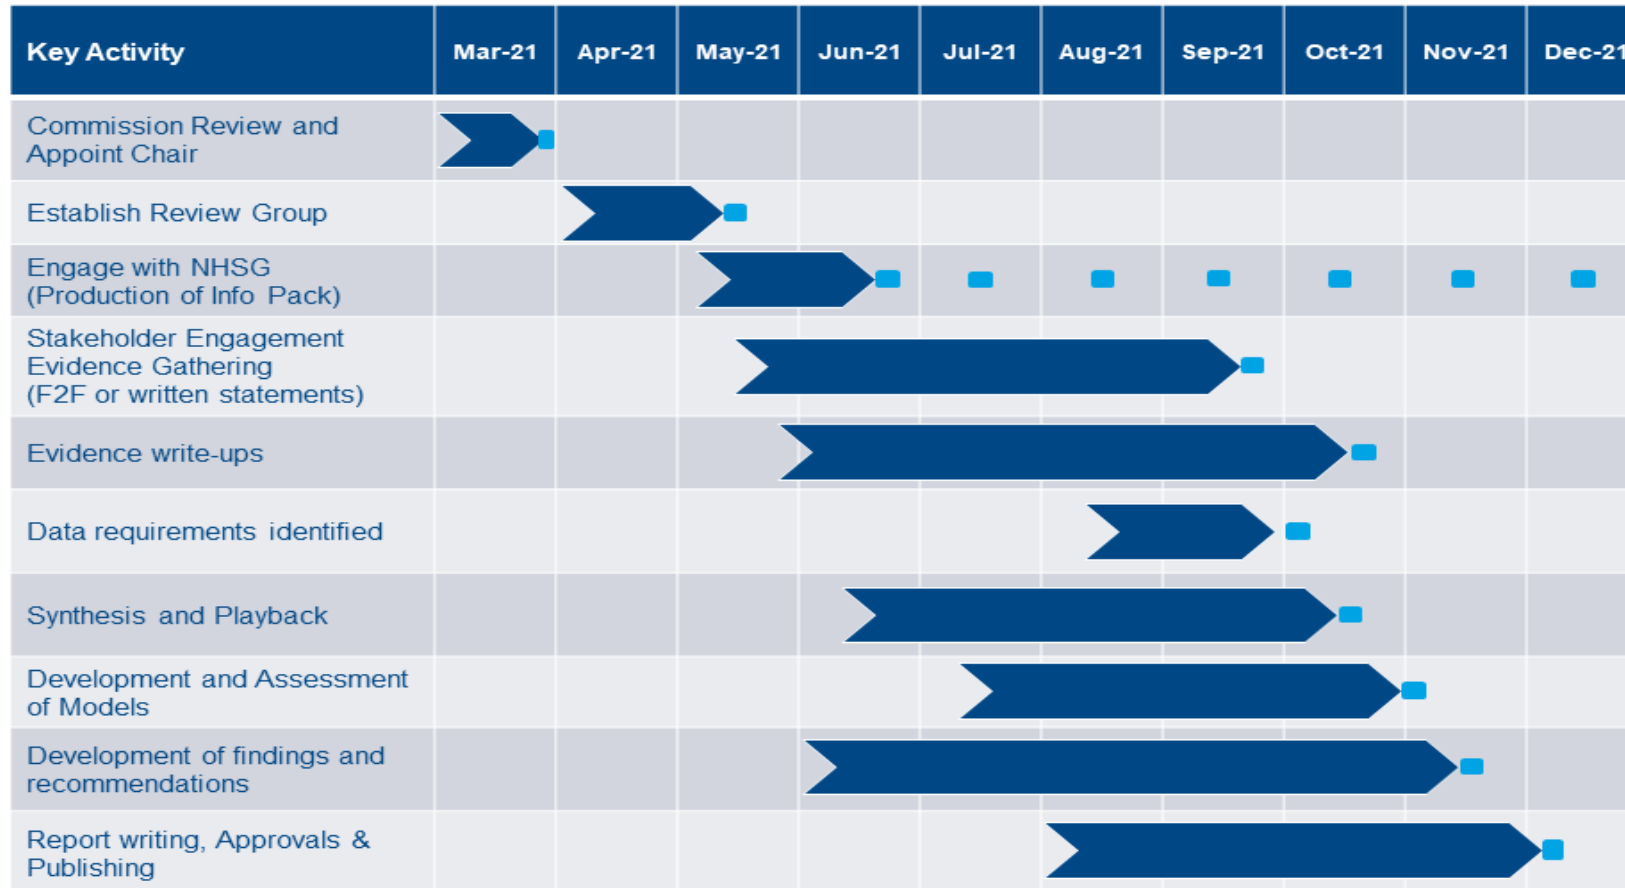 Key Activity Mar-21 Apr-21 May-21 Jun-21 Jul-21 Aug-21 Sep-21 Oct-21 Nov-21 Dec-21
Commission Review and
Appoint Chair
Establish Review Group
Engage with NHSG
(Production of Info Pack)
Stakeholder Engagement
Evidence Gathering
(F2F or written statements)
Evidence write-ups
Data requirements identified
Synthesis and Playback
Development and Assessment
of Models
Development of findings and
recommendations
Report writing, Approvals &
Publishing